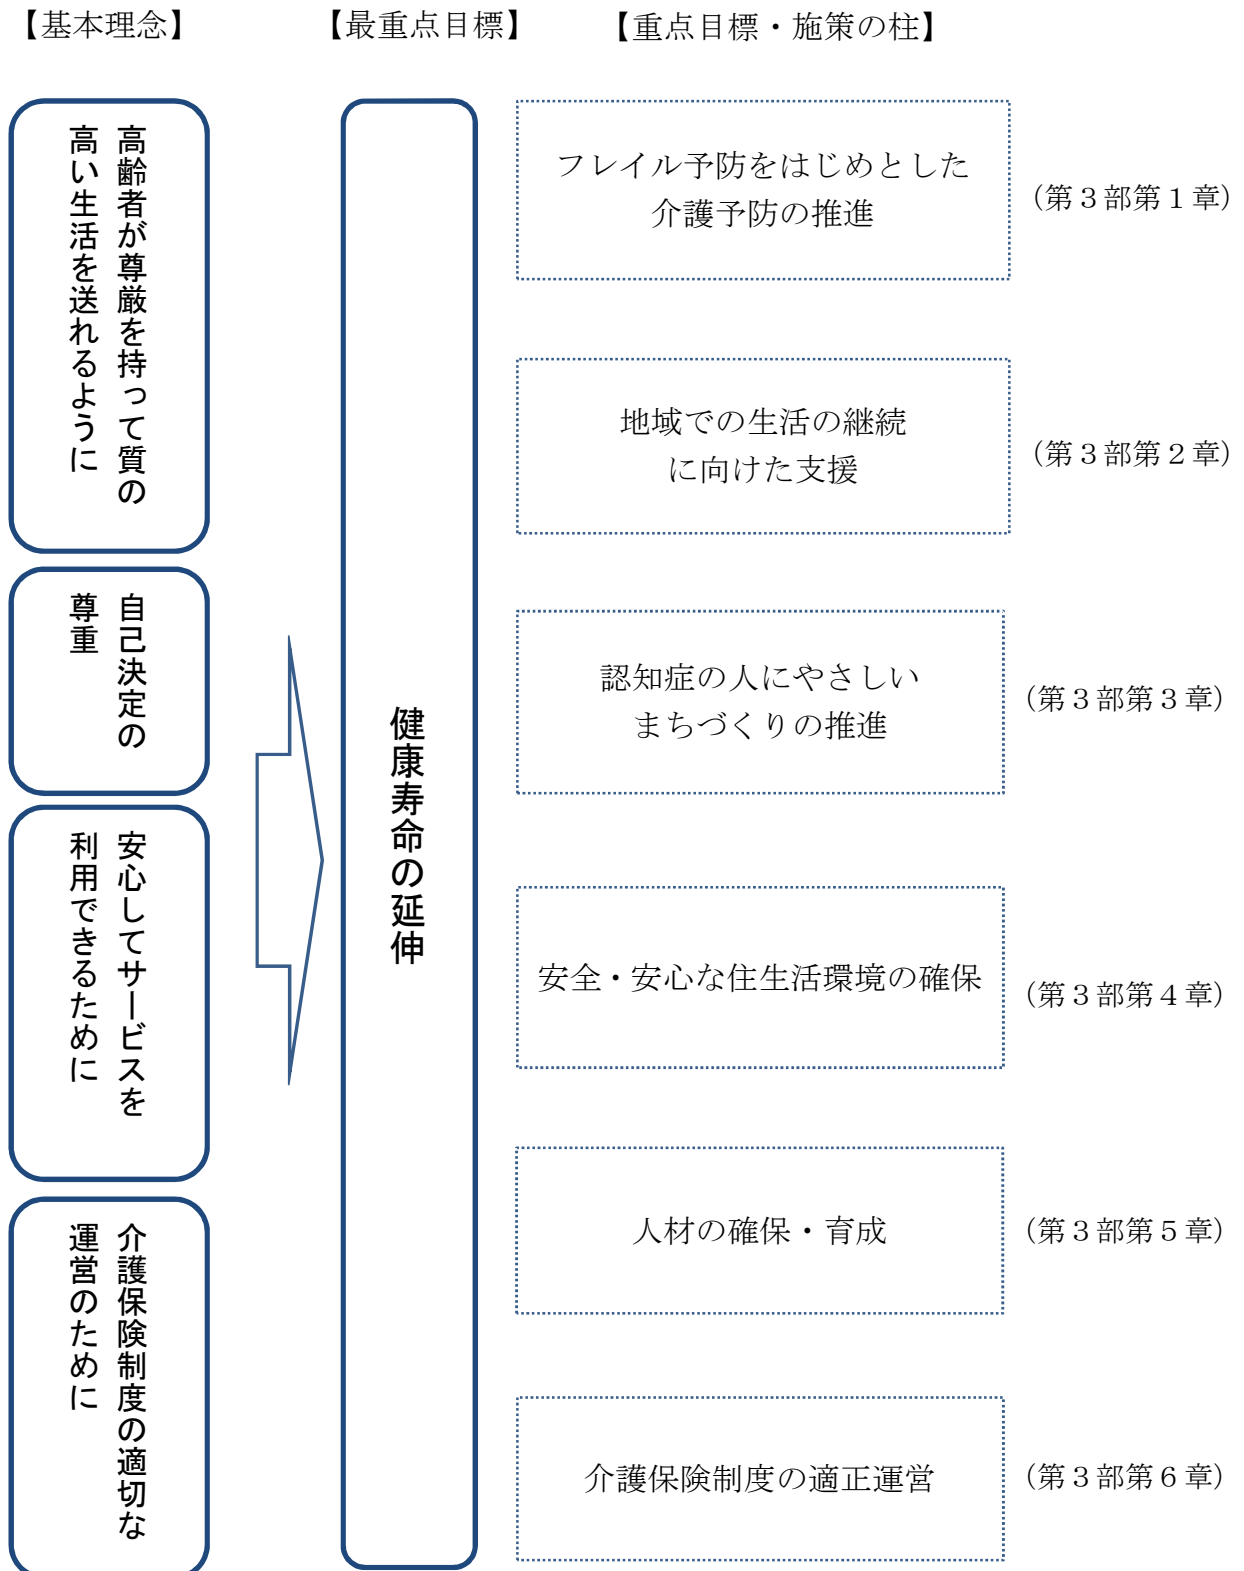 【基本理念】
【最重点目標】
【重点目標・施策の柱】
高齢者が尊厳を持って質の
高い生活を送れるように
自己決定の
尊重
安心してサービスを
利用できるために
介護保険制度の適切な
運営のために
健康寿命の延伸
フレイル予防をはじめとした
介護予防の推進
（第３部第１章）
地域での生活の継続
に向けた支援
（第３部第２章）
認知症の人にやさしい
まちづくりの推進
（第３部第３章）
安全・安心な住生活環境の確保
（第３部第４章）
人材の確保・育成
（第３部第５章）
介護保険制度の適正運営
（第３部第６章）